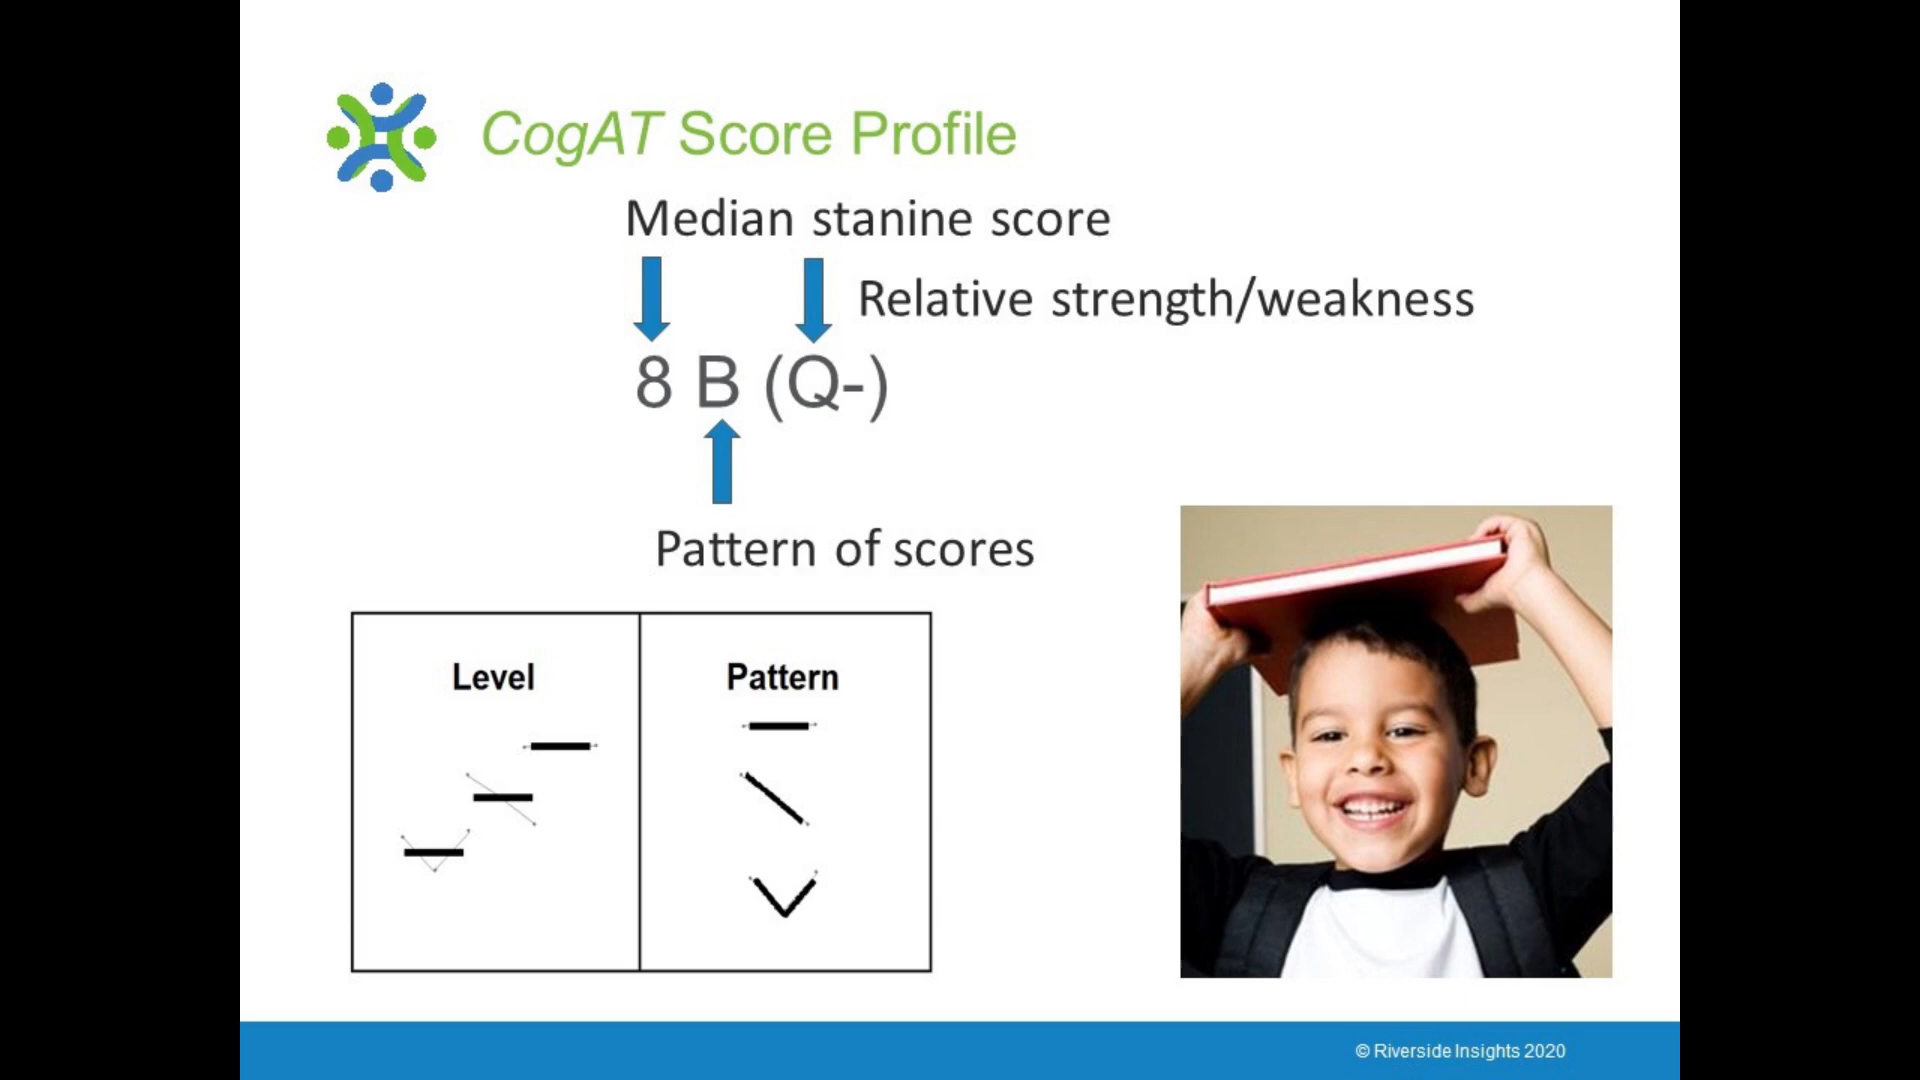 CogAT Score Profile
Median stanine score
Relative strength/weakness
8 B (Q-)
Pattern of scores
Level
Pattern
© Riverside Insights 2020